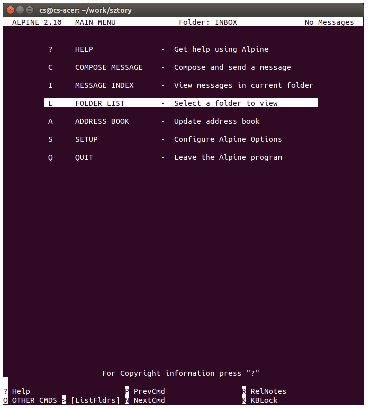 cs@cs-acer: ~/work/sztory
ALPINE 2.10 MAIN MENU Folder: INBOX No Messages
? HELP - Get help using Alpine
C COMPOSE MESSAGE - Compose and send a message
I MESSAGE INDEX - View messages in current folder
L FOLDER LIST - Select a folder to view
A ADDRESS BOOK - Update address book
S SETUP - Configure Alpine Options
Q QUIT - Leave the Alpine program
For Copyright information press "?"
? Help P PrevCmd R RelNotes
O OTHER CMDS > [ListFldrs] N NextCmd K KBLock